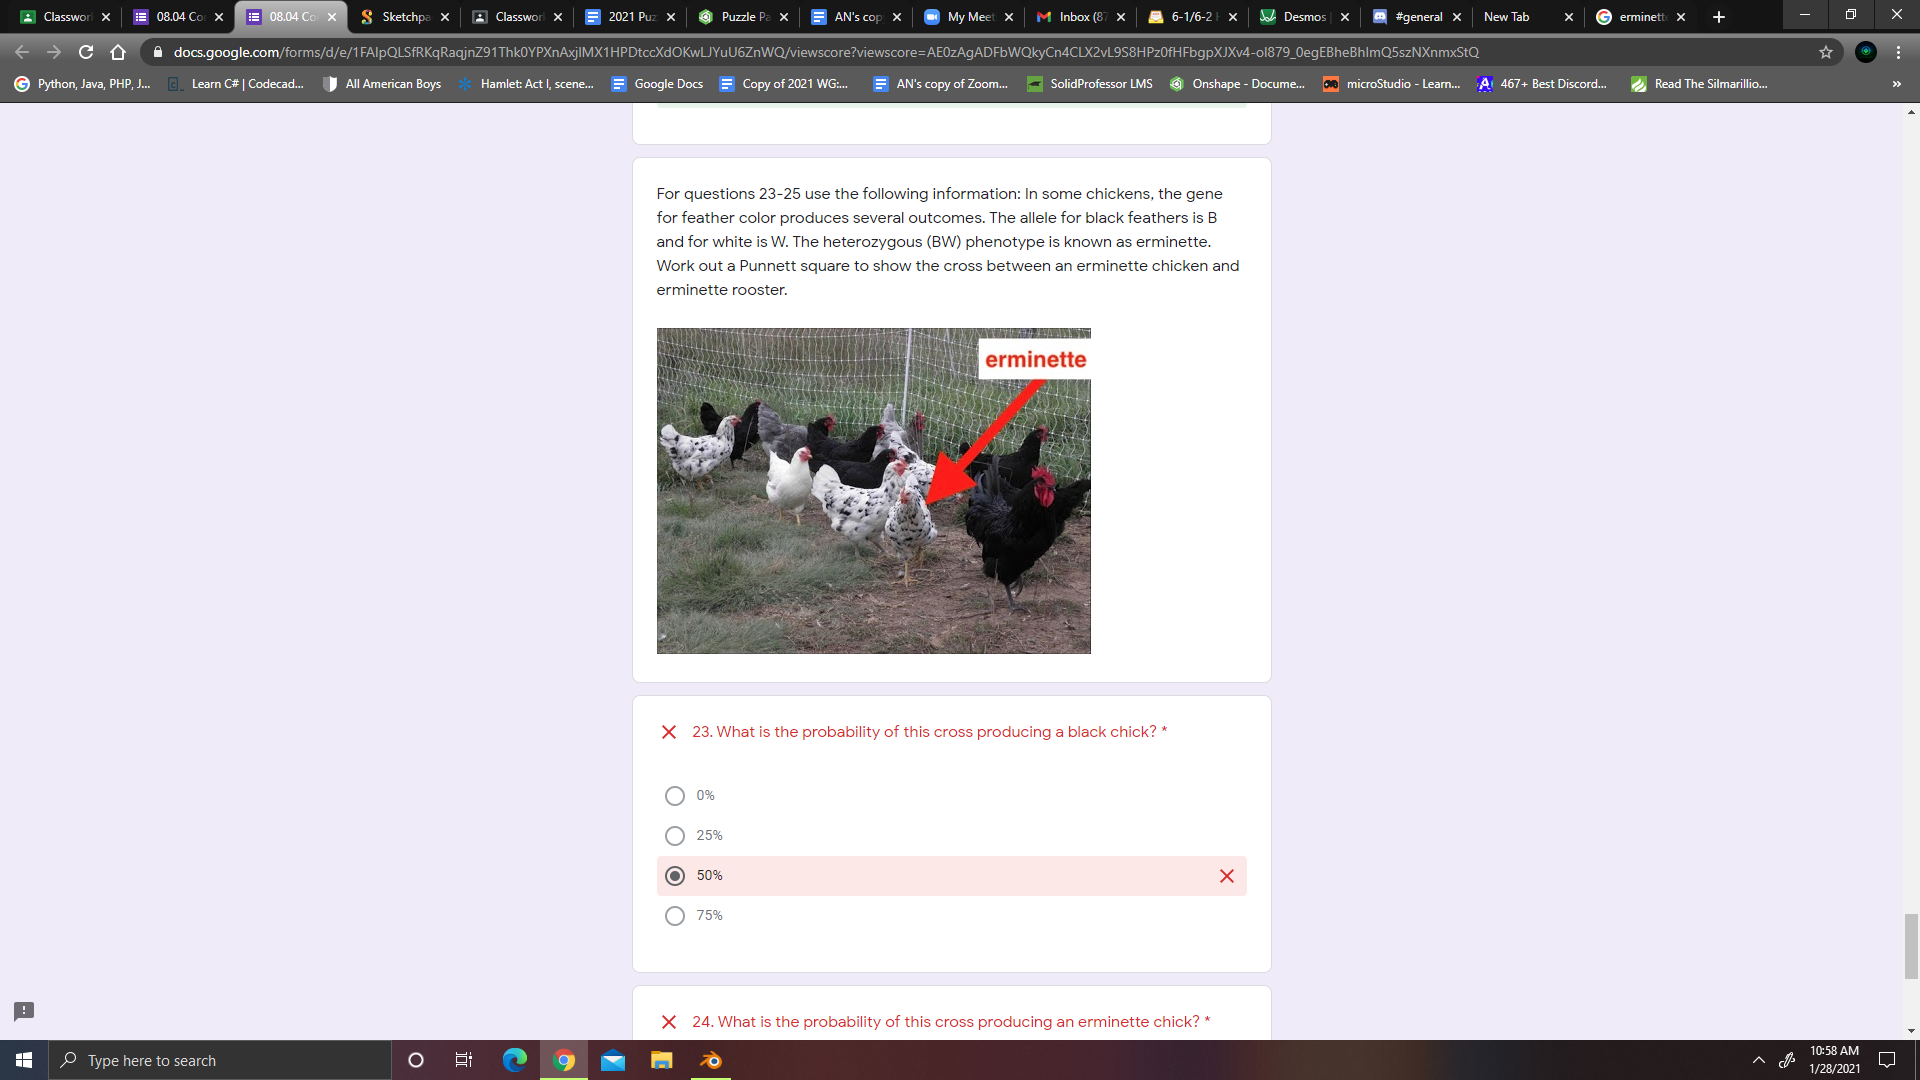 Classwor
08.04 Co
08.04 Co
Sketchpa
Classwor
2021 Puz
Puzzle Pa
AN's cop
My Meet
Inbox (87
6-1/6-2
Desmos
#general
New Tab
erminett
docs.google.com/forms/d/e/1FAIpQLSfRKqRaqjnZ91Thk0YPXnAxjlMX1HPDtccXdOKwLJYuU6ZnWQ/viewscore?viewscore=AE0zAgADFbWQkyCn4CLX2vL9S8HPz0fHFbgpXJXv4-ol879_0egEBheBhlmQ5szNXnmxStQ
Python, Java, PHP, J...
Learn C# | Codecad...
All American Boys
Hamlet: Act I, scene...
Google Docs
Copy of 2021 WG:...
AN's copy of Zoom...
SolidProfessor LMS
Onshape - Docume...
microStudio - Learn...
467+ Best Discord...
Read The Silmarillio...
»
For questions 23-25 use the following information: In some chickens, the gene
for feather color produces several outcomes. The allele for black feathers is B
and for white is W. The heterozygous (BW) phenotype is known as erminette.
Work out a Punnett square to show the cross between an erminette chicken and
erminette rooster.
erminette
23. What is the probability of this cross producing a black chick? *
0%
25%
50%
75%
24. What is the probability of this cross producing an erminette chick? *
Type here to search
10:58 AM
1/28/2021